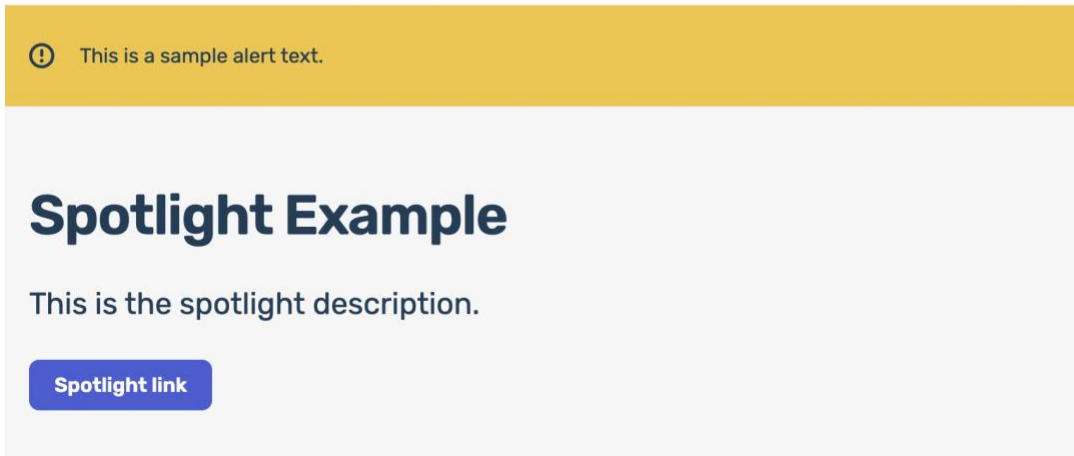 This is a sample alert text.
Spotlight Example
This is the spotlight description.
Spotlight link